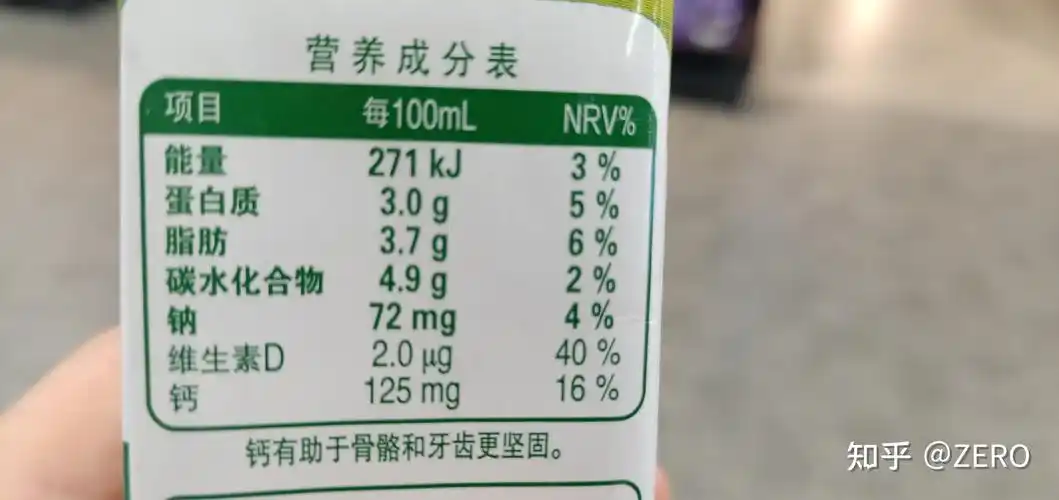 营养成分表
项目 每100mL NRV%
能量 271 kJ 3 %
蛋白质 3.0 g 5 %
脂肪 3.7 g 6 %
碳水化合物 4.9 g 2 %
钠 72 mg 4 %
维生素D 2.0 μg 40 %
钙 125 mg 16 %
钙有助于骨骼和牙齿更坚固。
知乎 @ZERO